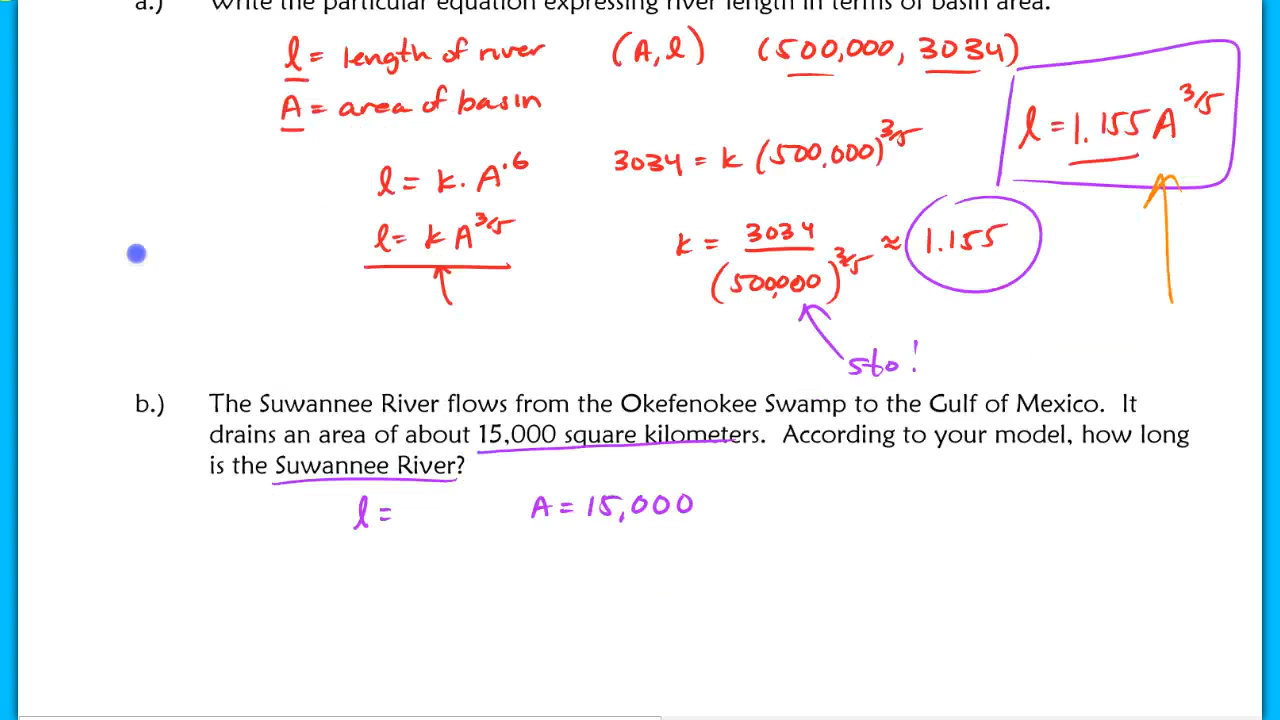 a.) Write the particular equation expressing river length in terms of basin area.
l = length of river (A, l) (500,000, 3034)
A = area of basin
l = 1.155 A^3/5
l = k · A^.6 3034 = k (500,000)^3/5
l = k A^3/5 k = 3034 / (500,000)^3/5 ≈ 1.155
sto!
b.) The Suwannee River flows from the Okefenokee Swamp to the Gulf of Mexico. It
drains an area of about 15,000 square kilometers. According to your model, how long
is the Suwannee River?
l = A = 15,000